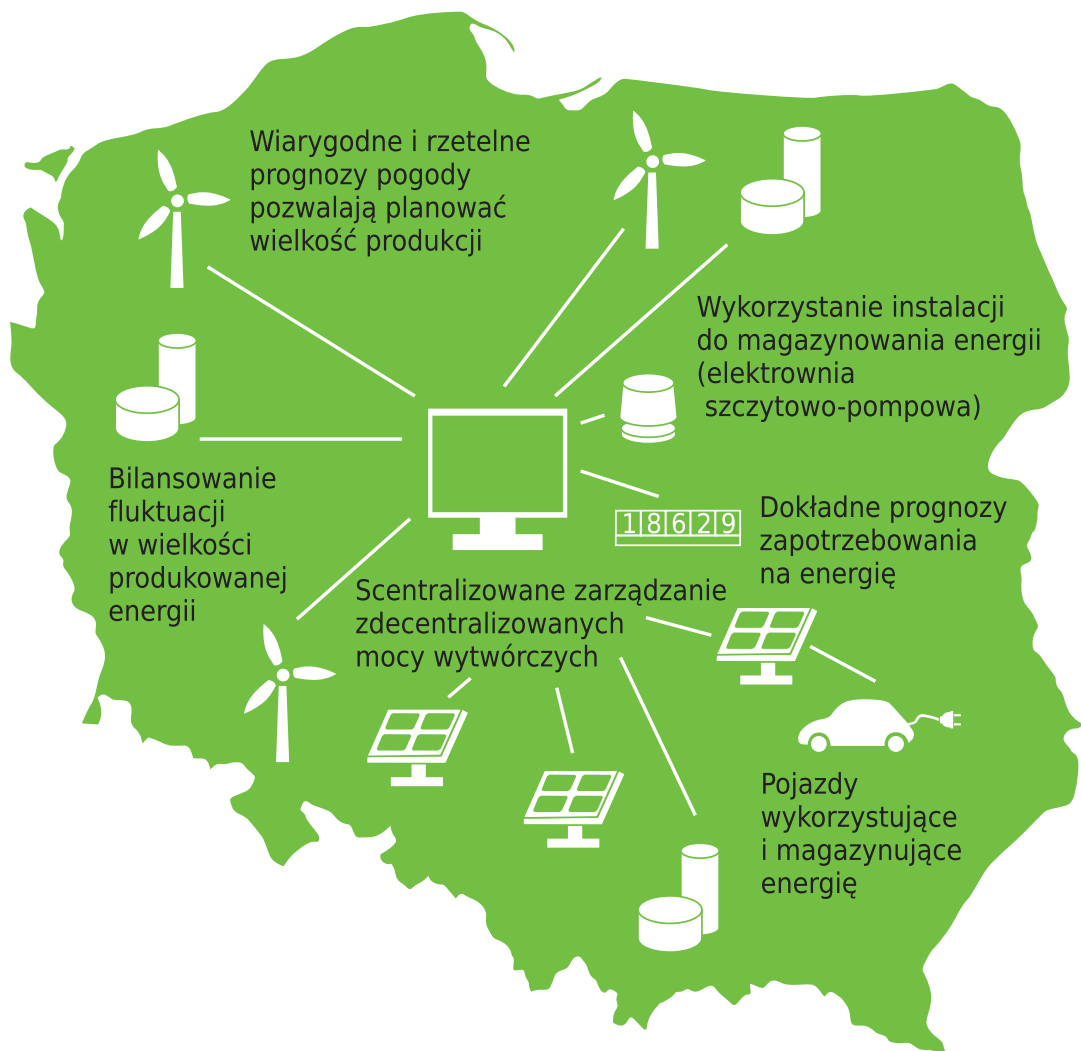 Wiarygodne i rzetelne
prognozy pogody
pozwalają planować
wielkość produkcji
Wykorzystanie instalacji
do magazynowania energii
(elektrownia
szczytowo-pompowa)
Bilansowanie
fluktuacji
w wielkości
produkowanej
energii
18629
Dokładne prognozy
zapotrzebowania
na energię
Scentralizowane zarządzanie
zdecentralizowanych
mocy wytwórczych
Pojazdy
wykorzystujące
i magazynujące
energię